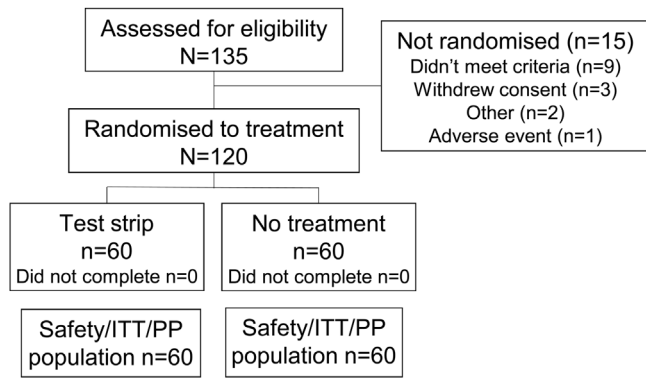 Assessed for eligibility
N=135
Not randomised (n=15)
Didn't meet criteria (n=9)
Withdrew consent (n=3)
Other (n=2)
Adverse event (n=1)
Randomised to treatment
N=120
Test strip
n=60
Did not complete n=0
No treatment
n=60
Did not complete n=0
Safety/ITT/PP
population n=60
Safety/ITT/PP
population n=60